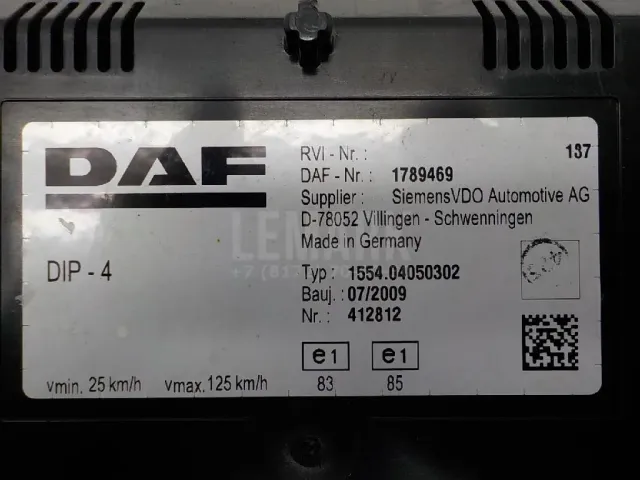 DAF
RVI - Nr. : 137
DAF - Nr. : 1789469
Supplier : SiemensVDO Automotive AG
D-78052 Villingen - Schwenningen
Made in Germany
DIP - 4
Typ : 1554.04050302
Bauj. : 07/2009
Nr. : 412812
e1 e1
83 85
vmin. 25 km/h vmax. 125 km/h
LEMARK